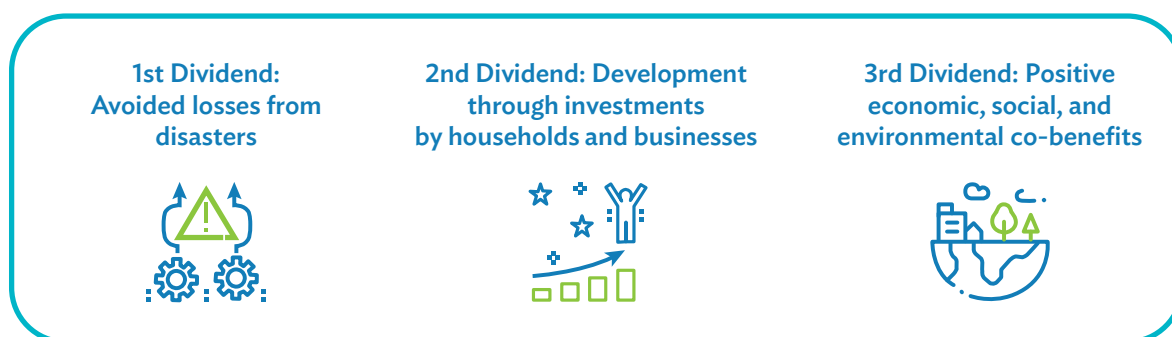 1st Dividend:
Avoided losses from
disasters
2nd Dividend: Development
through investments
by households and businesses
3rd Dividend: Positive
economic, social, and
environmental co-benefits